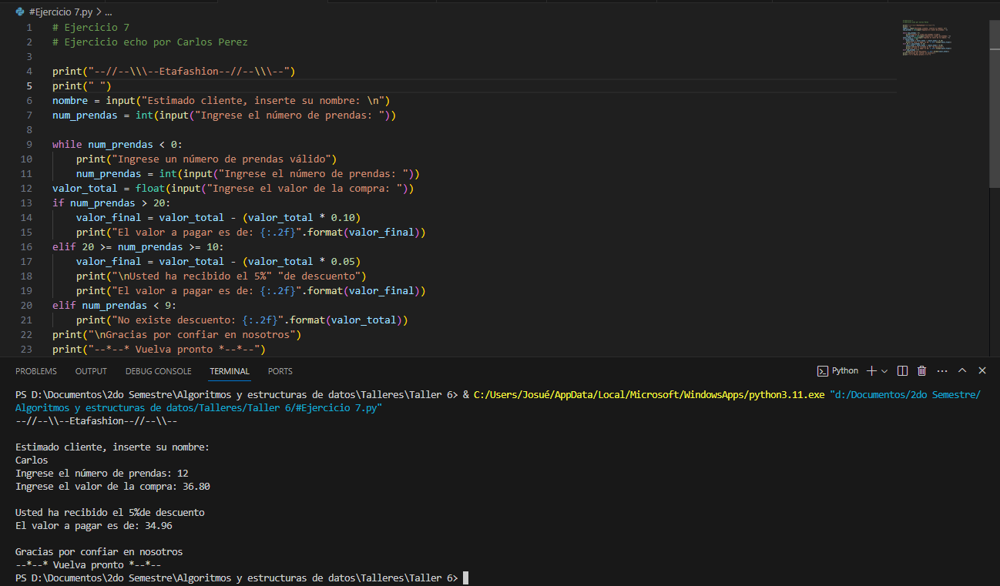 #Ejercicio 7.py > ...
1 # Ejercicio 7
2 # Ejercicio echo por Carlos Perez
3
4 print("--//--\\\--Etafashion--//--\\\--")
5 print(" ")
6 nombre = input("Estimado cliente, inserte su nombre: \n")
7 num_prendas = int(input("Ingrese el número de prendas: "))
8
9 while num_prendas < 0:
10     print("Ingrese un número de prendas válido")
11     num_prendas = int(input("Ingrese el número de prendas: "))
12 valor_total = float(input("Ingrese el valor de la compra: "))
13 if num_prendas > 20:
14     valor_final = valor_total - (valor_total * 0.10)
15     print("El valor a pagar es de: {:.2f}".format(valor_final))
16 elif 20 >= num_prendas >= 10:
17     valor_final = valor_total - (valor_total * 0.05)
18     print("\nUsted ha recibido el 5%" "de descuento")
19     print("El valor a pagar es de: {:.2f}".format(valor_final))
20 elif num_prendas < 9:
21     print("No existe descuento: {:.2f}".format(valor_total))
22 print("\nGracias por confiar en nosotros")
23 print("--*--* Vuelva pronto *--*--")
PROBLEMS OUTPUT DEBUG CONSOLE TERMINAL PORTS Python
PS D:\Documentos\2do Semestre\Algoritmos y estructuras de datos\Talleres\Taller 6> & C:/Users/Josué/AppData/Local/Microsoft/WindowsApps/python3.11.exe "d:/Documentos/2do Semestre/
Algoritmos y estructuras de datos/Talleres/Taller 6/#Ejercicio 7.py"
--//--\\--Etafashion--//--\\--
Estimado cliente, inserte su nombre:
Carlos
Ingrese el número de prendas: 12
Ingrese el valor de la compra: 36.80
Usted ha recibido el 5%de descuento
El valor a pagar es de: 34.96
Gracias por confiar en nosotros
--*--* Vuelva pronto *--*--
PS D:\Documentos\2do Semestre\Algoritmos y estructuras de datos\Talleres\Taller 6>